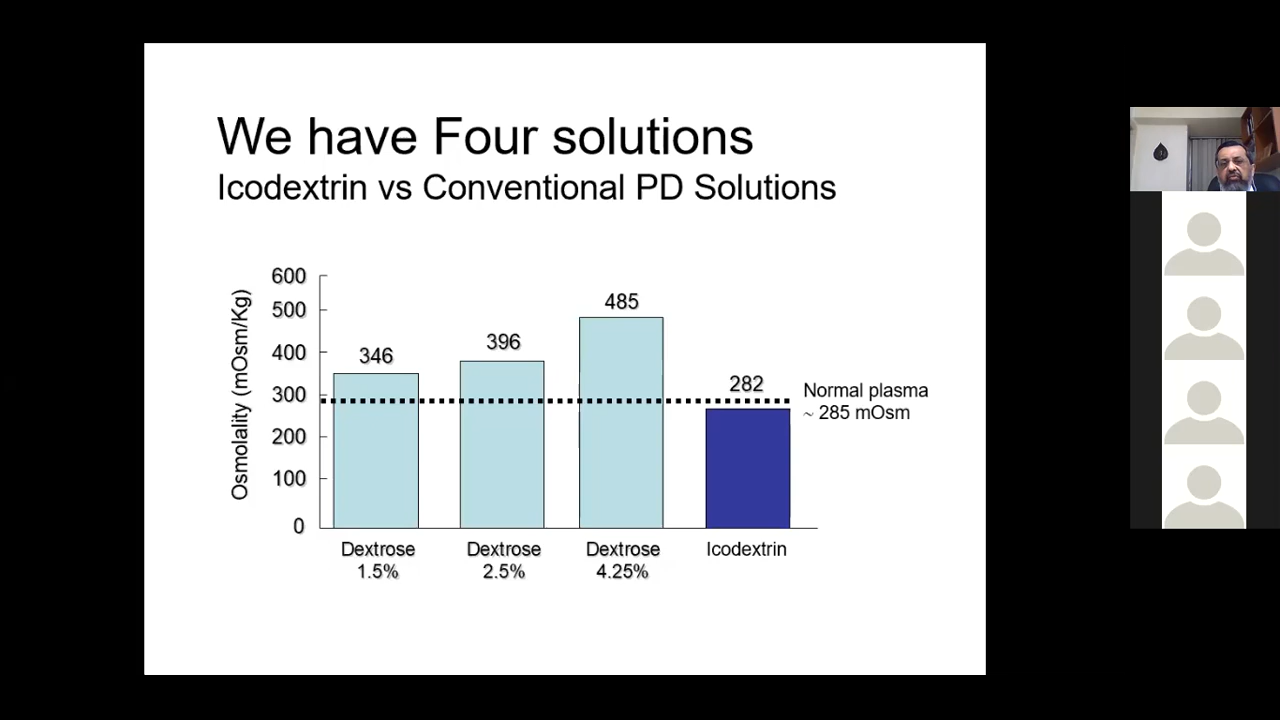 We have Four solutions
Icodextrin vs Conventional PD Solutions
Osmolality (mOsm/Kg)
600
500
400
300
200
100
0
346
396
485
282
Normal plasma
~ 285 mOsm
Dextrose
1.5%
Dextrose
2.5%
Dextrose
4.25%
Icodextrin